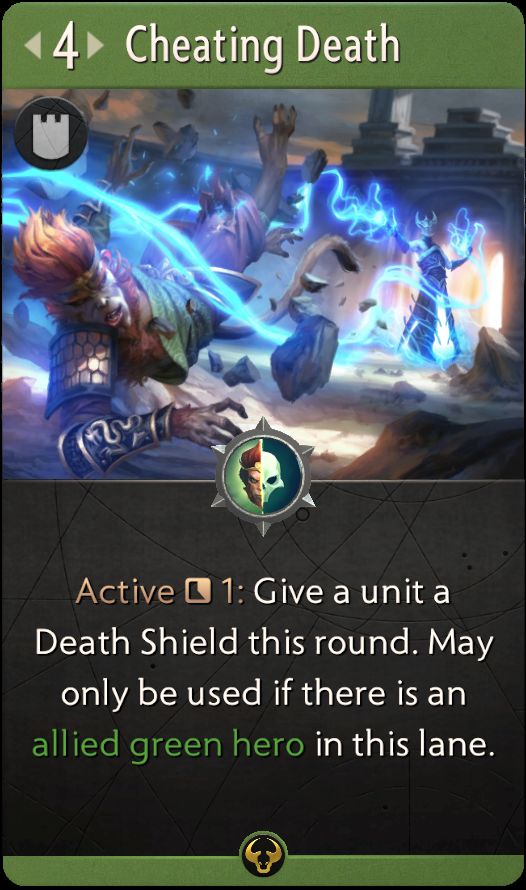 4 Cheating Death
Active 1: Give a unit a
Death Shield this round. May
only be used if there is an
allied green hero in this lane.